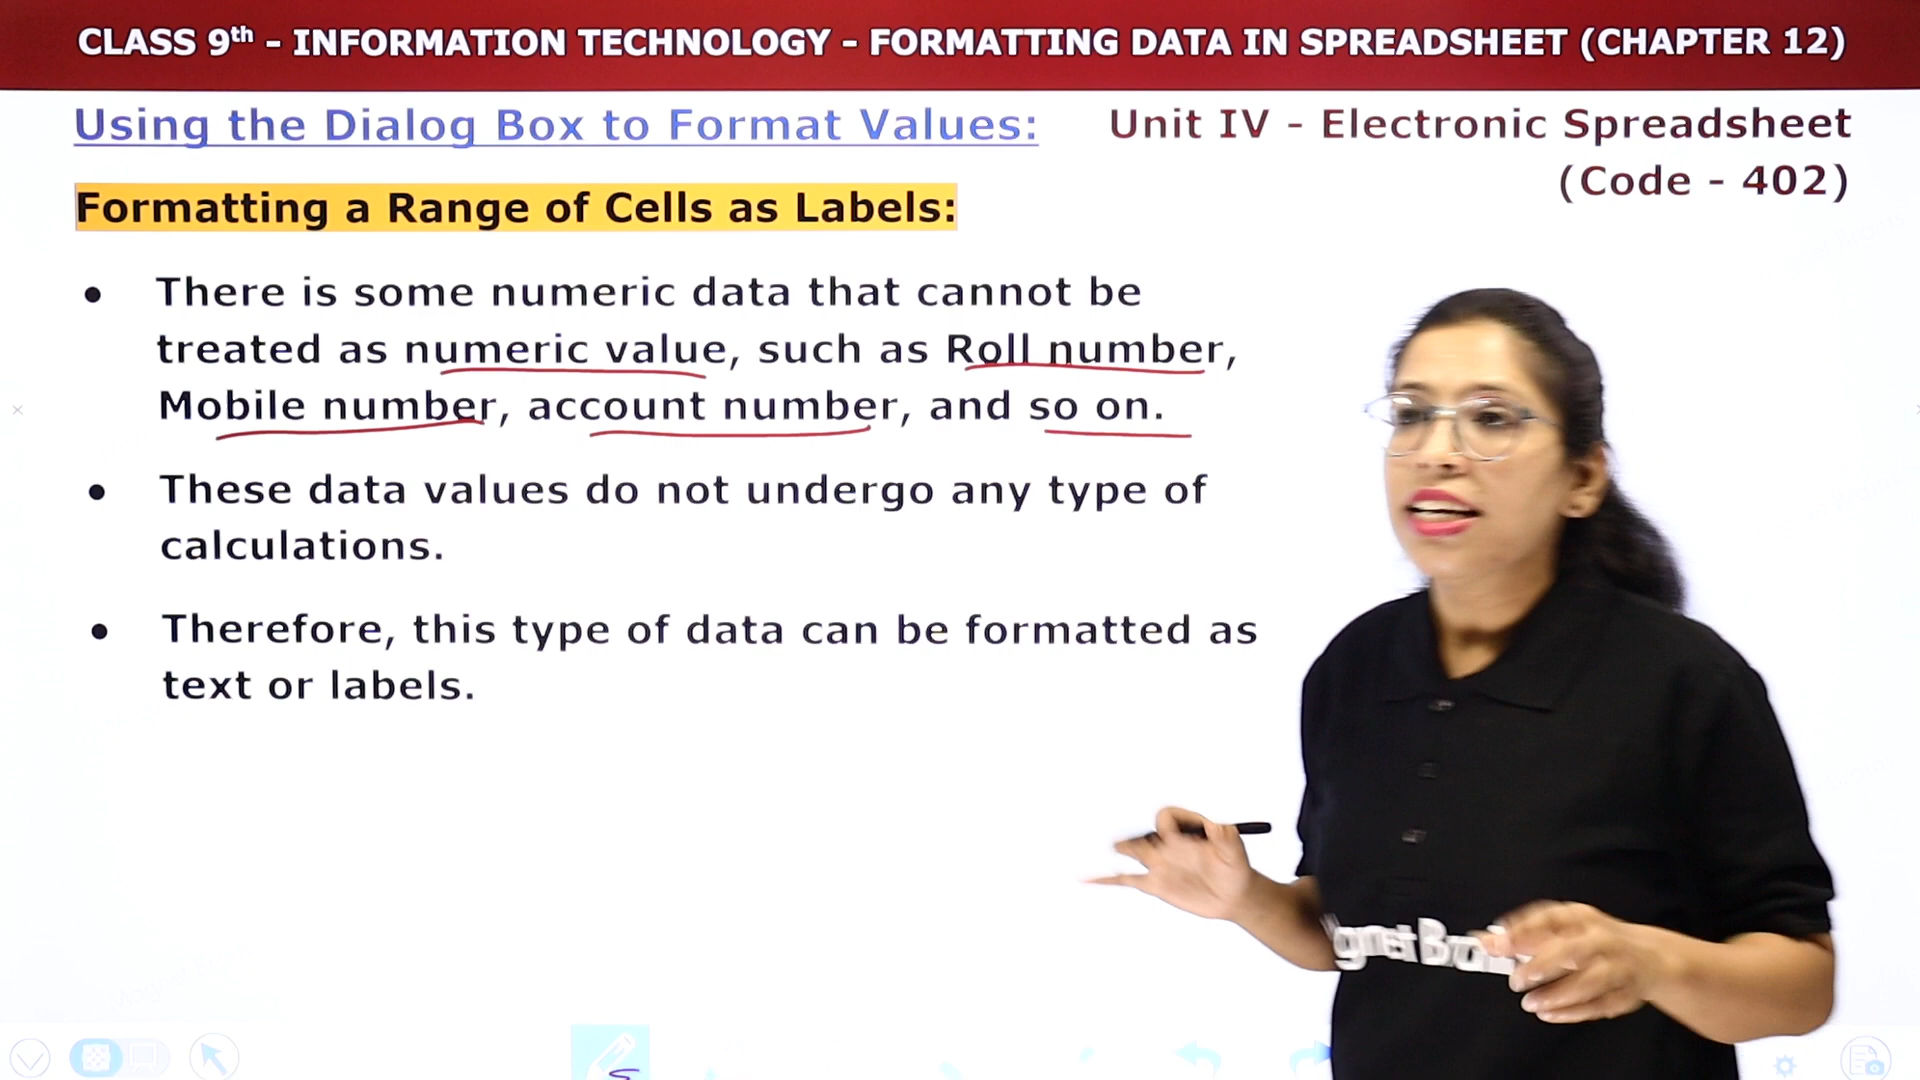 CLASS 9th - INFORMATION TECHNOLOGY - FORMATTING DATA IN SPREADSHEET (CHAPTER 12)
Using the Dialog Box to Format Values:
Unit IV - Electronic Spreadsheet
(Code - 402)
Formatting a Range of Cells as Labels:
• There is some numeric data that cannot be
treated as numeric value, such as Roll number,
Mobile number, account number, and so on.
• These data values do not undergo any type of
calculations.
• Therefore, this type of data can be formatted as
text or labels.